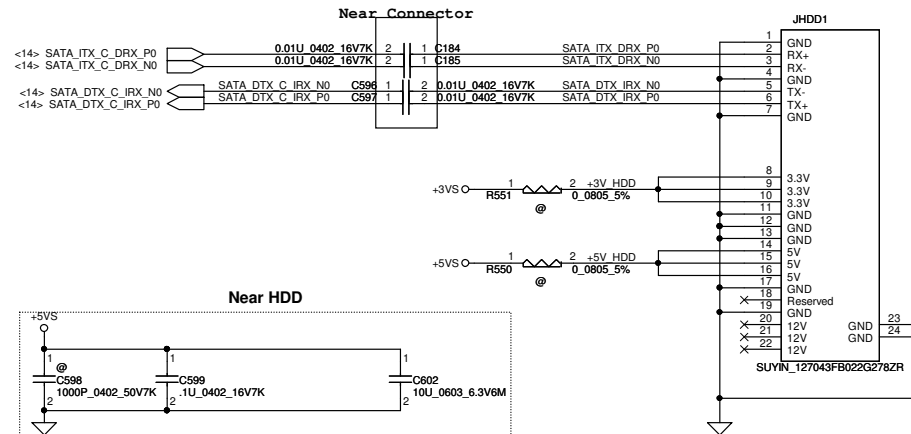 Near Connector
JHDD1
<14> SATA_ITX_C_DRX_P0 0.01U_0402_16V7K 2 1 C184 SATA_ITX_DRX_P0
<14> SATA_ITX_C_DRX_N0 0.01U_0402_16V7K 2 1 C185 SATA_ITX_DRX_N0
<14> SATA_DTX_C_IRX_N0 SATA_DTX_C_IRX_N0 C596 1 2 0.01U_0402_16V7K SATA_DTX_IRX_N0
<14> SATA_DTX_C_IRX_P0 SATA_DTX_C_IRX_P0 C597 1 2 0.01U_0402_16V7K SATA_DTX_IRX_P0
1 GND
2 RX+
3 RX-
4 GND
5 TX-
6 TX+
7 GND
+3VS R551 1 2 +3V_HDD
0_0805_5%
@
8 3.3V
9 3.3V
10 3.3V
11 GND
12 GND
13 GND
+5VS R550 1 2 +5V_HDD
0_0805_5%
@
14 5V
15 5V
16 5V
17 GND
18 Reserved
19 GND
20 12V
21 12V
22 12V
GND 23
GND 24
SUYIN_127043FB022G278ZR
Near HDD
+5VS
1 @ C598 2
1000P_0402_50V7K
1 C599 2
.1U_0402_16V7K
1 C602 2
10U_0603_6.3V6M